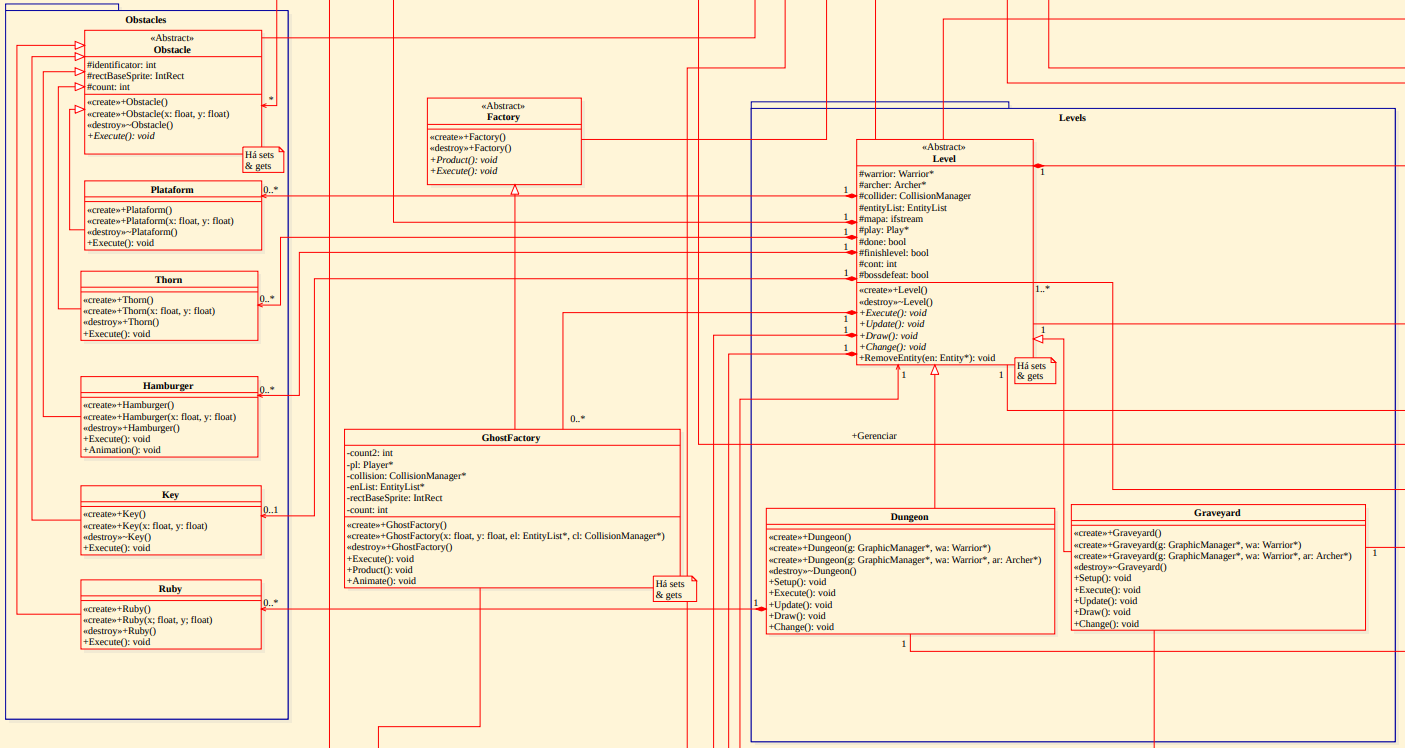 Obstacles
«Abstract»
Obstacle
#identificator: int
#rectBaseSprite: IntRect
#count: int
«create»+Obstacle()
«create»+Obstacle(x: float, y: float)
«destroy»~Obstacle()
+Execute(): void
*
Há sets
& gets
Plataform
«create»+Plataform()
«create»+Plataform(x: float, y: float)
«destroy»~Plataform()
+Execute(): void
0..*
Thorn
«create»+Thorn()
«create»+Thorn(x: float, y: float)
«destroy»+Thorn()
+Execute(): void
0..*
Hamburger
«create»+Hamburger()
«create»+Hamburger(x: float, y: float)
«destroy»+Hamburger()
+Execute(): void
+Animation(): void
0..*
Key
«create»+Key()
«create»+Key(x: float, y: float)
«destroy»~Key()
+Execute(): void
0..1
Ruby
«create»+Ruby()
«create»+Ruby(x; float, y; float)
«destroy»+Ruby()
+Execute(): void
0..*
«Abstract»
Factory
«create»+Factory()
«destroy»+Factory()
+Product(): void
+Execute(): void
0..*
GhostFactory
-count2: int
-pl: Player*
-collision: CollisionManager*
-enList: EntityList*
-rectBaseSprite: IntRect
-count: int
«create»+GhostFactory()
«create»+GhostFactory(x: float, y: float, el: EntityList*, cl: CollisionManager*)
«destroy»+GhostFactory()
+Execute(): void
+Product(): void
+Animate(): void
Há sets
& gets
Levels
«Abstract»
Level
#warrior: Warrior*
#archer: Archer*
#collider: CollisionManager
#entityList: EntityList
#mapa: ifstream
#play: Play*
#done: bool
#finishlevel: bool
#cont: int
#bossdefeat: bool
«create»+Level()
«destroy»~Level()
+Execute(): void
+Update(): void
+Draw(): void
+Change(): void
+RemoveEntity(en: Entity*): void
1
1
1
1
1
1
1
1
1
1..*
1
1
1
Há sets
& gets
+Gerenciar
Dungeon
«create»+Dungeon()
«create»+Dungeon(g: GraphicManager*, wa: Warrior*)
«create»+Dungeon(g: GraphicManager*, wa: Warrior*, ar: Archer*)
«destroy»~Dungeon()
+Setup(): void
+Execute(): void
+Update(): void
+Draw(): void
+Change(): void
1
1
Graveyard
«create»+Graveyard()
«create»+Graveyard(g: GraphicManager*, wa: Warrior*)
«create»+Graveyard(g: GraphicManager*, wa: Warrior*, ar: Archer*)
«destroy»~Graveyard()
+Setup(): void
+Execute(): void
+Update(): void
+Draw(): void
+Change(): void
1